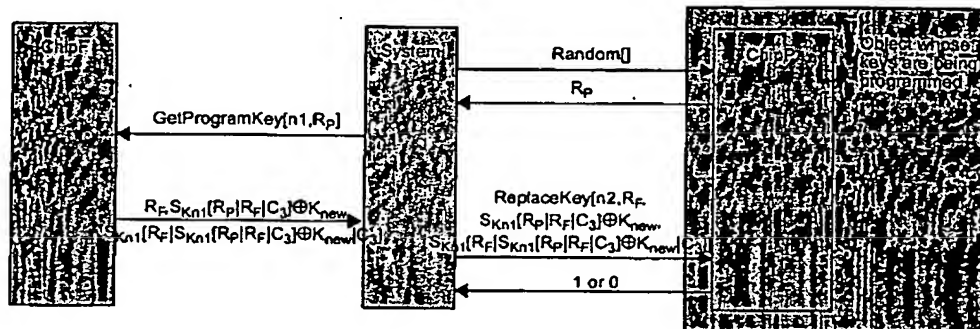 ChipF
System
ChipP
Object whose
keys are being
programmed
Random[]
RP
GetProgramKey[n1,RP]
RF,SKn1[RP|RF|C3]⊕Knew,
SKn1[RF|SKn1[RP|RF|C3]⊕Knew|C3]
ReplaceKey[n2,RF,
SKn1[RP|RF|C3]⊕Knew,
SKn1[RF|SKn1[RP|RF|C3]⊕Knew|C3]
1 or 0